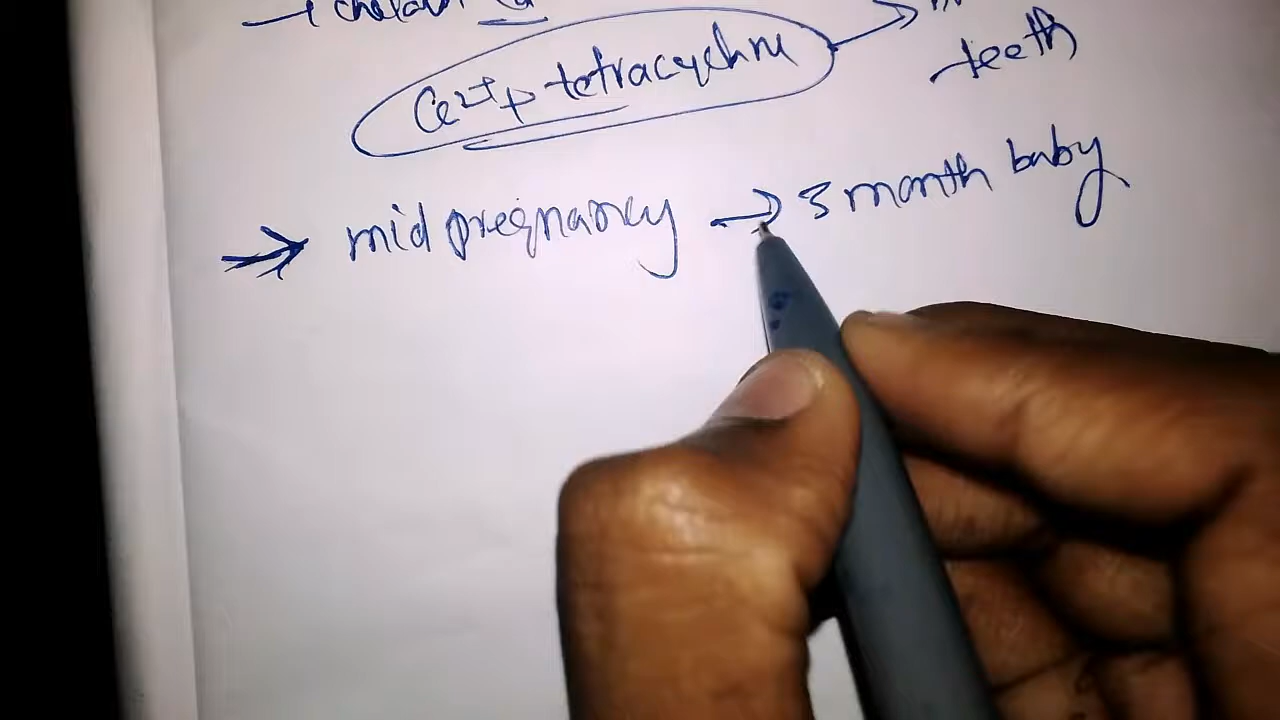 Ca2+ + tetracycline →
teeth
→ mid pregnancy → 3 month baby